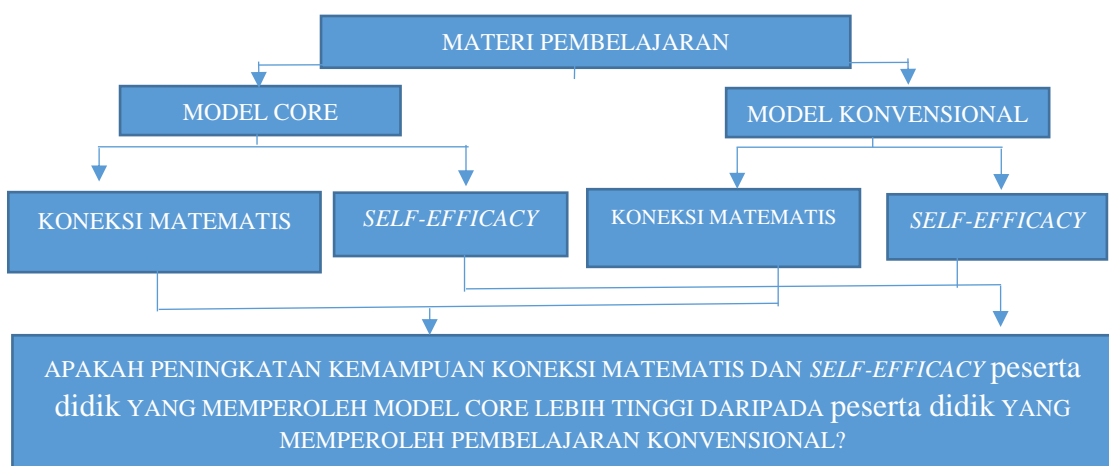 MATERI PEMBELAJARAN
MODEL CORE
MODEL KONVENSIONAL
KONEKSI MATEMATIS
SELF-EFFICACY
KONEKSI MATEMATIS
SELF-EFFICACY
APAKAH PENINGKATAN KEMAMPUAN KONEKSI MATEMATIS DAN SELF-EFFICACY peserta
didik YANG MEMPEROLEH MODEL CORE LEBIH TINGGI DARIPADA peserta didik YANG
MEMPEROLEH PEMBELAJARAN KONVENSIONAL?